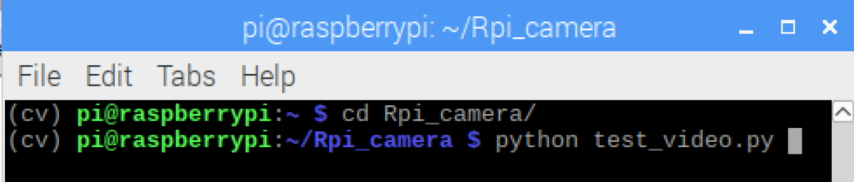 pi@raspberrypi: ~/Rpi_camera
File Edit Tabs Help
(cv) pi@raspberrypi:~ $ cd Rpi_camera/
(cv) pi@raspberrypi:~/Rpi_camera $ python test_video.py